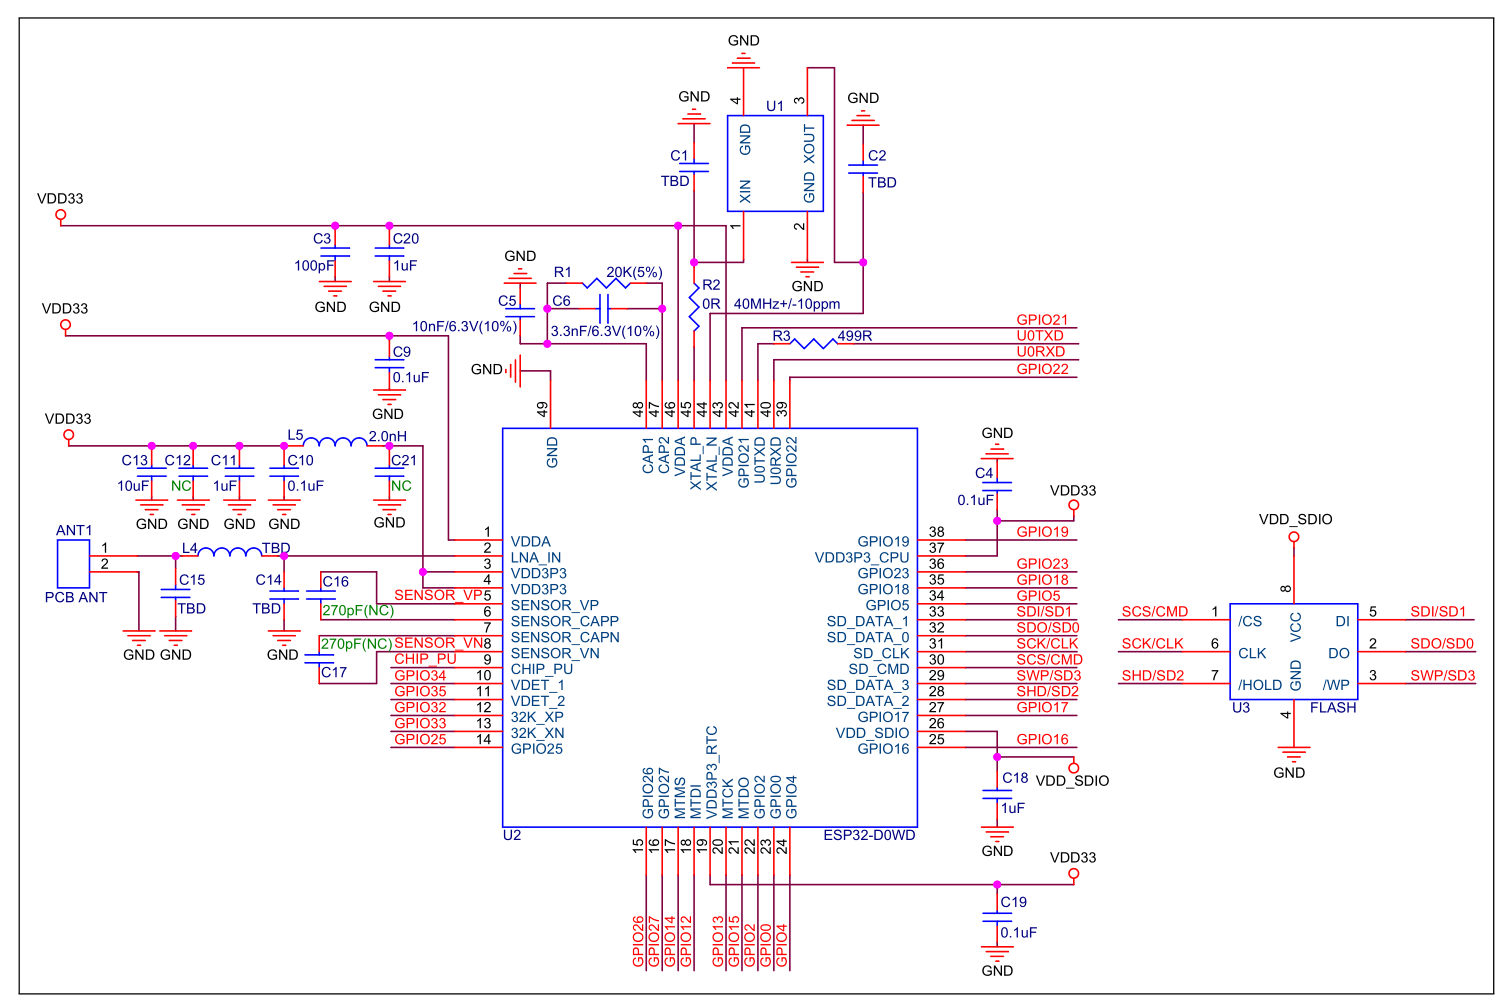 GND
GND
GND
4
U1
3
GND
XOUT
XIN
GND
1
2
GND
C1
TBD
C2
TBD
VDD33
C3
100pF
GND
C20
1uF
GND
GND
R1
20K(5%)
C5
C6
10nF/6.3V(10%)
3.3nF/6.3V(10%)
R2
0R
40MHz+/-10ppm
VDD33
C9
0.1uF
GND
GND
GPIO21
R3
499R
U0TXD
U0RXD
GPIO22
49
48
47
46
45
44
43
42
41
40
39
GND
CAP1
CAP2
VDDA
XTAL_P
XTAL_N
VDDA
GPIO21
U0TXD
U0RXD
GPIO22
VDD33
L5
2.0nH
C13
10uF
GND
C12
NC
GND
C11
1uF
GND
C10
0.1uF
GND
C21
NC
GND
ANT1
1
2
PCB ANT
L4
TBD
C15
TBD
GND
GND
C14
TBD
GND
C16
270pF(NC)
270pF(NC)
C17
SENSOR_VP
SENSOR_VN
CHIP_PU
GPIO34
GPIO35
GPIO32
GPIO33
GPIO25
1 VDDA
2 LNA_IN
3 VDD3P3
4 VDD3P3
5 SENSOR_VP
6 SENSOR_CAPP
7 SENSOR_CAPN
8 SENSOR_VN
9 CHIP_PU
10 VDET_1
11 VDET_2
12 32K_XP
13 32K_XN
14 GPIO25
GND
C4
0.1uF
VDD33
GPIO19 38 GPIO19
VDD3P3_CPU 37
GPIO23 36 GPIO23
GPIO18 35 GPIO18
GPIO5 34 GPIO5
SD_DATA_1 33 SDI/SD1
SD_DATA_0 32 SDO/SD0
SD_CLK 31 SCK/CLK
SD_CMD 30 SCS/CMD
SD_DATA_3 29 SWP/SD3
SD_DATA_2 28 SHD/SD2
GPIO17 27 GPIO17
VDD_SDIO 26
GPIO16 25 GPIO16
VDD_SDIO
C18
1uF
GND
GPIO26
GPIO27
MTMS
MTDI
VDD3P3_RTC
MTCK
MTDO
GPIO2
GPIO0
GPIO4
U2
ESP32-D0WD
15
16
17
18
19
20
21
22
23
24
GPIO26
GPIO27
GPIO14
GPIO12
GPIO13
GPIO15
GPIO2
GPIO0
GPIO4
VDD33
C19
0.1uF
GND
VDD_SDIO
8
SCS/CMD 1 /CS
SCK/CLK 6 CLK
SHD/SD2 7 /HOLD
VCC
GND
DI 5 SDI/SD1
DO 2 SDO/SD0
/WP 3 SWP/SD3
U3
FLASH
4
GND